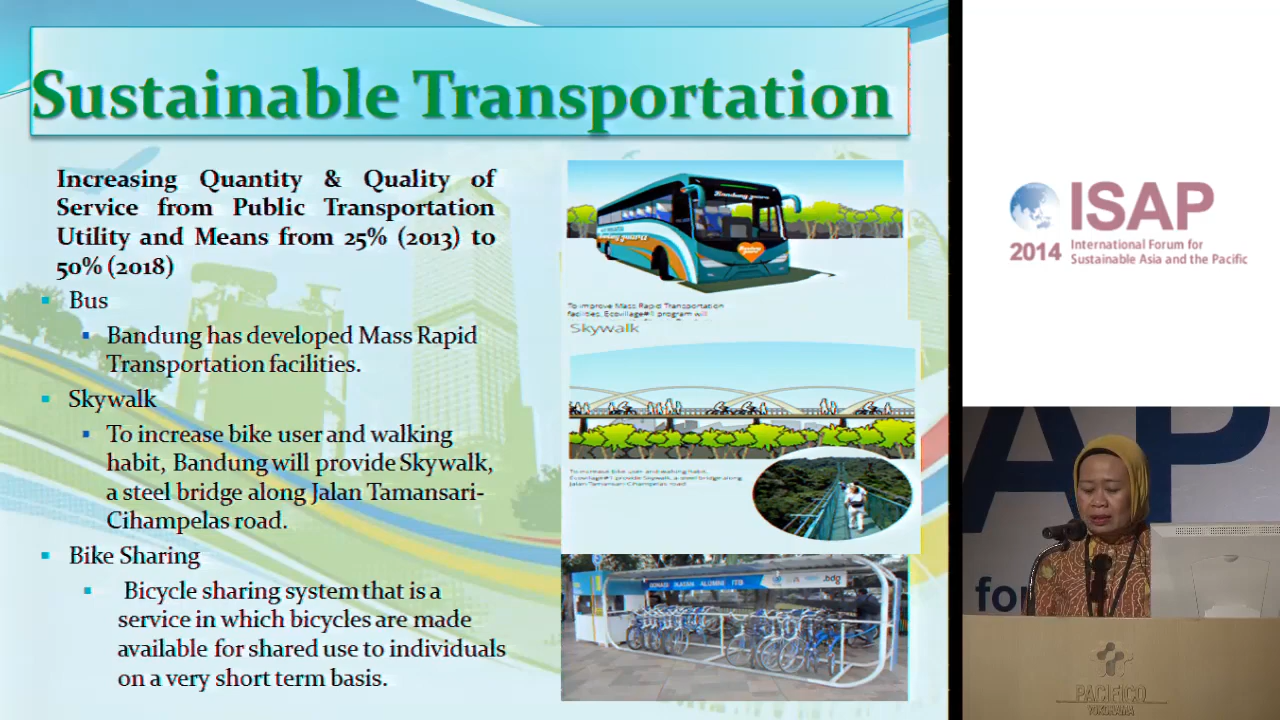 Sustainable Transportation
Increasing Quantity & Quality of
Service from Public Transportation
Utility and Means from 25% (2013) to
50% (2018)
Bus
Bandung has developed Mass Rapid
Transportation facilities.
Skywalk
To increase bike user and walking
habit, Bandung will provide Skywalk,
a steel bridge along Jalan Tamansari-
Cihampelas road.
Bike Sharing
Bicycle sharing system that is a
service in which bicycles are made
available for shared use to individuals
on a very short term basis.
To improve Mass Rapid Transportation
facilities, Ecovillage#1 program will
Skywalk
To increase bike user and walking habit,
Ecovillage#1 provide Skywalk, a steel bridge along
Jalan Tamansari-Cihampelas road
IKATAN ALUMNI ITB
.bdg
ISAP
2014
International Forum for
Sustainable Asia and the Pacific
AP
for
PACIFICO
YOKOHAMA